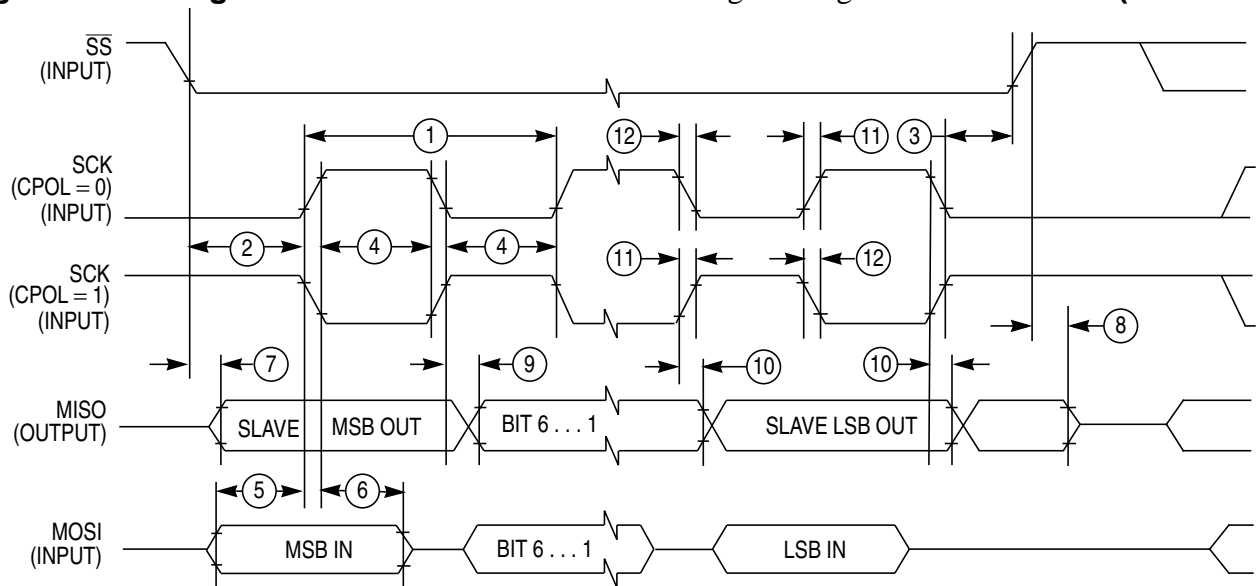 SS
(INPUT)
1
12
11
3
SCK
(CPOL = 0)
(INPUT)
2
4
4
11
12
SCK
(CPOL = 1)
(INPUT)
7
9
10
10
8
MISO
(OUTPUT)
SLAVE MSB OUT
BIT 6 . . . 1
SLAVE LSB OUT
5
6
MOSI
(INPUT)
MSB IN
BIT 6 . . . 1
LSB IN